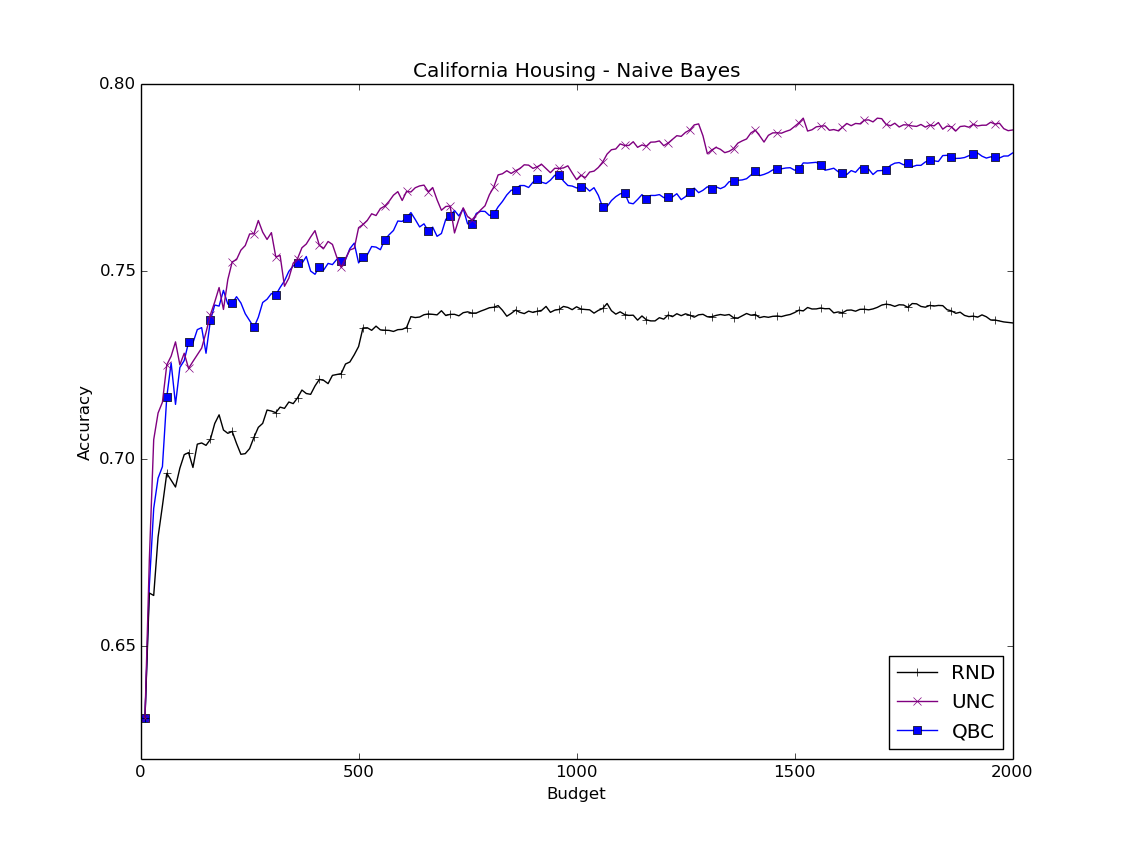 California Housing - Naive Bayes
0.80
0.75
0.70
0.65
Accuracy
RND
UNC
QBC
0 500 1000 1500 2000
Budget